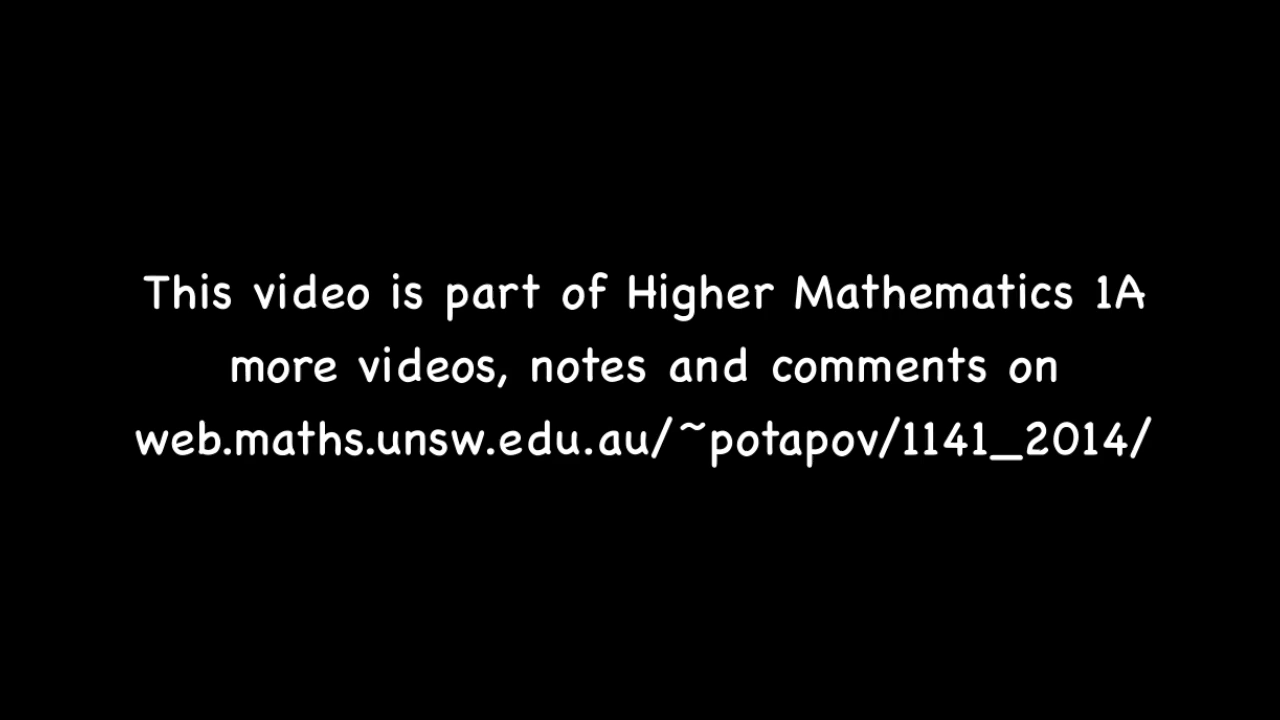 This video is part of Higher Mathematics 1A
more videos, notes and comments on
web.maths.unsw.edu.au/~potapov/1141_2014/